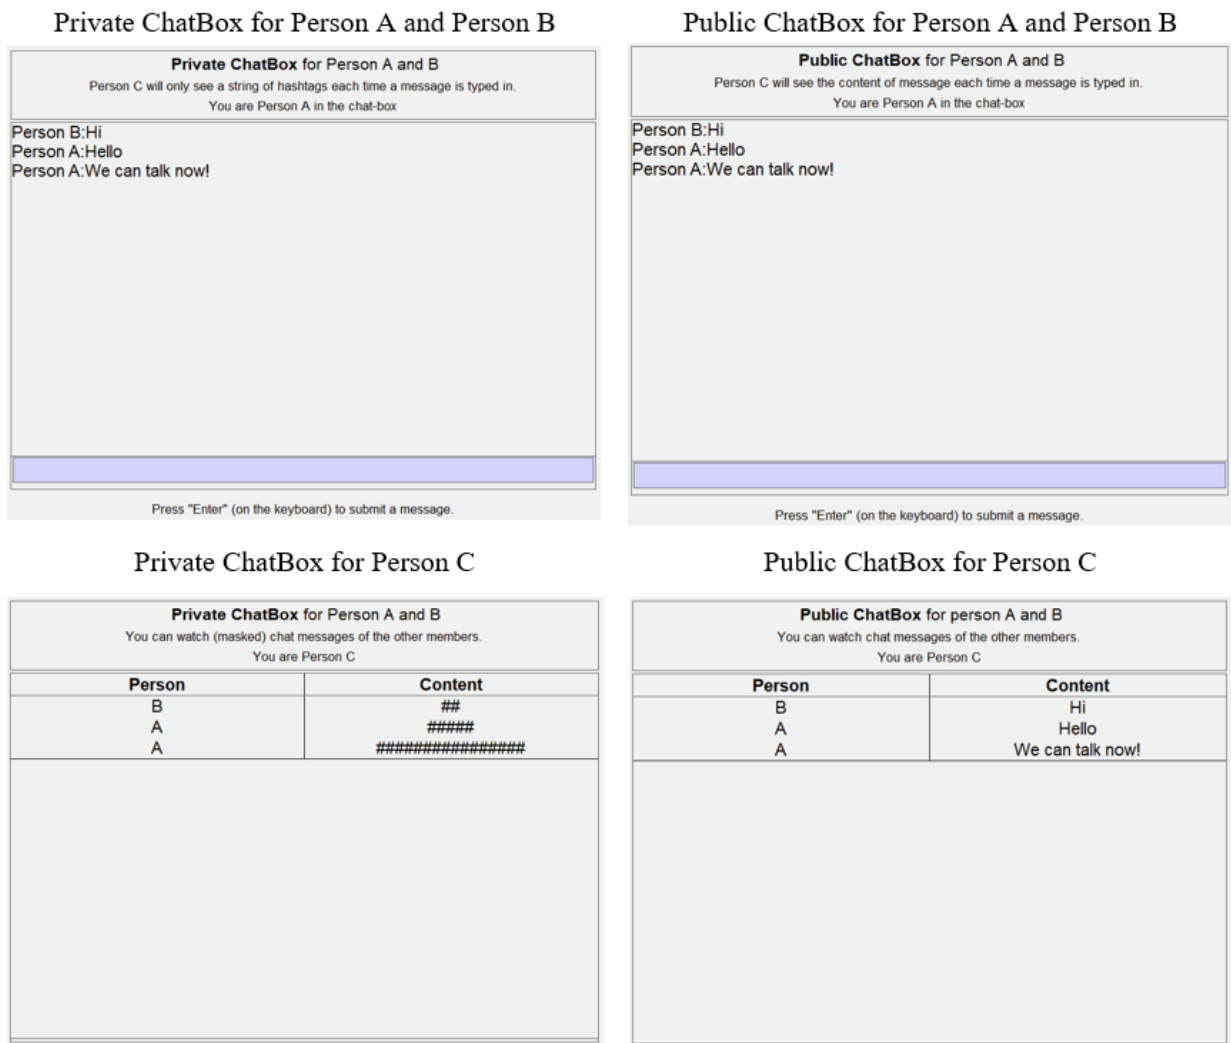 Private ChatBox for Person A and Person B
Private ChatBox for Person A and B
Person C will only see a string of hashtags each time a message is typed in.
You are Person A in the chat-box
Person B:Hi
Person A:Hello
Person A:We can talk now!
Press "Enter" (on the keyboard) to submit a message.
Public ChatBox for Person A and Person B
Public ChatBox for Person A and B
Person C will see the content of message each time a message is typed in.
You are Person A in the chat-box
Person B:Hi
Person A:Hello
Person A:We can talk now!
Press "Enter" (on the keyboard) to submit a message.
Private ChatBox for Person C
Private ChatBox for Person A and B
You can watch (masked) chat messages of the other members.
You are Person C
Person Content
B ##
A #####
A ################
Public ChatBox for Person C
Public ChatBox for person A and B
You can watch chat messages of the other members.
You are Person C
Person Content
B Hi
A Hello
A We can talk now!